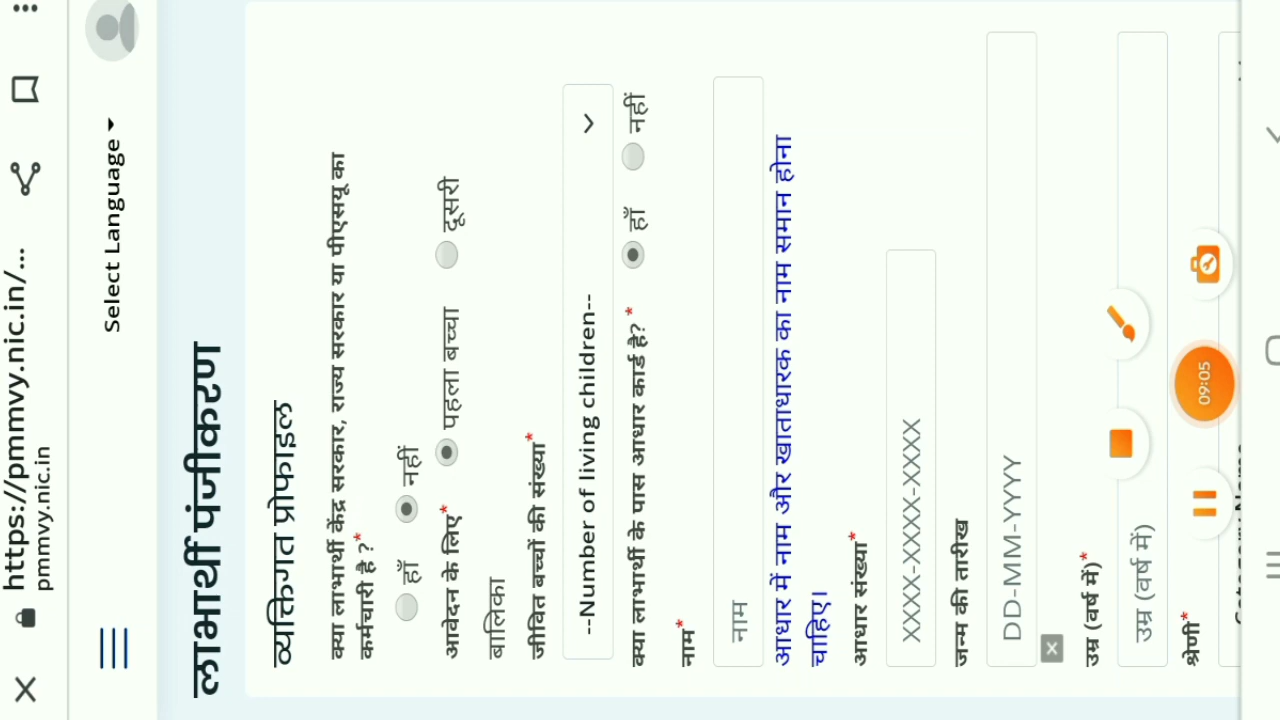 https://pmmvy.nic.in/...
pmmvy.nic.in
Select Language
लाभार्थी पंजीकरण
व्यक्तिगत प्रोफाइल
क्या लाभार्थी केंद्र सरकार, राज्य सरकार या पीएसयू का
कर्मचारी है ?*
हाँ नहीं
आवेदन के लिए* पहला बच्चा दूसरी
बालिका
जीवित बच्चों की संख्या*
--Number of living children--
क्या लाभार्थी के पास आधार कार्ड है? * हाँ नहीं
नाम*
नाम
आधार में नाम और खाताधारक का नाम समान होना
चाहिए।
आधार संख्या*
XXXX-XXXX-XXXX
जन्म की तारीख
DD-MM-YYYY
उम्र (वर्ष में)*
उम्र (वर्ष में)
श्रेणी*
09:05